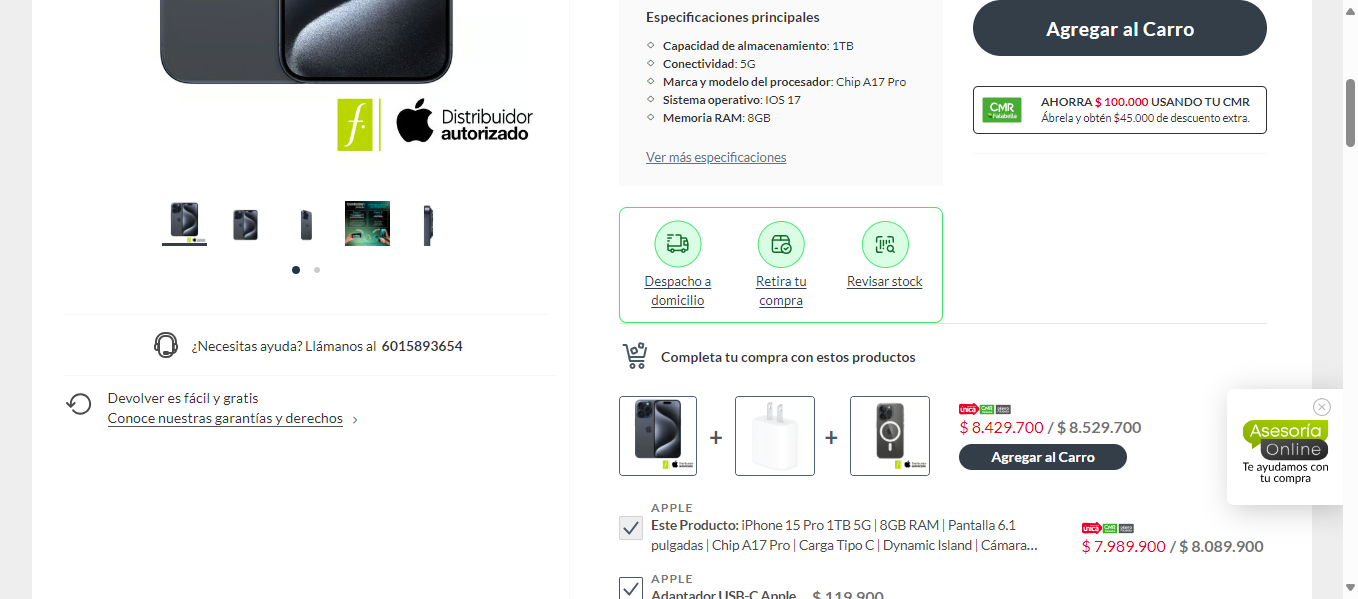 Distribuidor
autorizado
¿Necesitas ayuda? Llámanos al 6015893654
Devolver es fácil y gratis
Conoce nuestras garantías y derechos
Especificaciones principales
Capacidad de almacenamiento: 1TB
Conectividad: 5G
Marca y modelo del procesador: Chip A17 Pro
Sistema operativo: IOS 17
Memoria RAM: 8GB
Ver más especificaciones
Despacho a
domicilio
Retira tu
compra
Revisar stock
Agregar al Carro
CMR
Falabella
AHORRA $ 100.000 USANDO TU CMR
Ábrela y obtén $45.000 de descuento extra.
Completa tu compra con estos productos
+ +
única CMR
$ 8.429.700 / $ 8.529.700
Agregar al Carro
APPLE
Este Producto: iPhone 15 Pro 1TB 5G | 8GB RAM | Pantalla 6.1
pulgadas | Chip A17 Pro | Carga Tipo C | Dynamic Island | Cámara...
única CMR
$ 7.989.900 / $ 8.089.900
APPLE
Adaptador USB-C Apple $ 119.900
Asesoría
Online
Te ayudamos con
tu compra